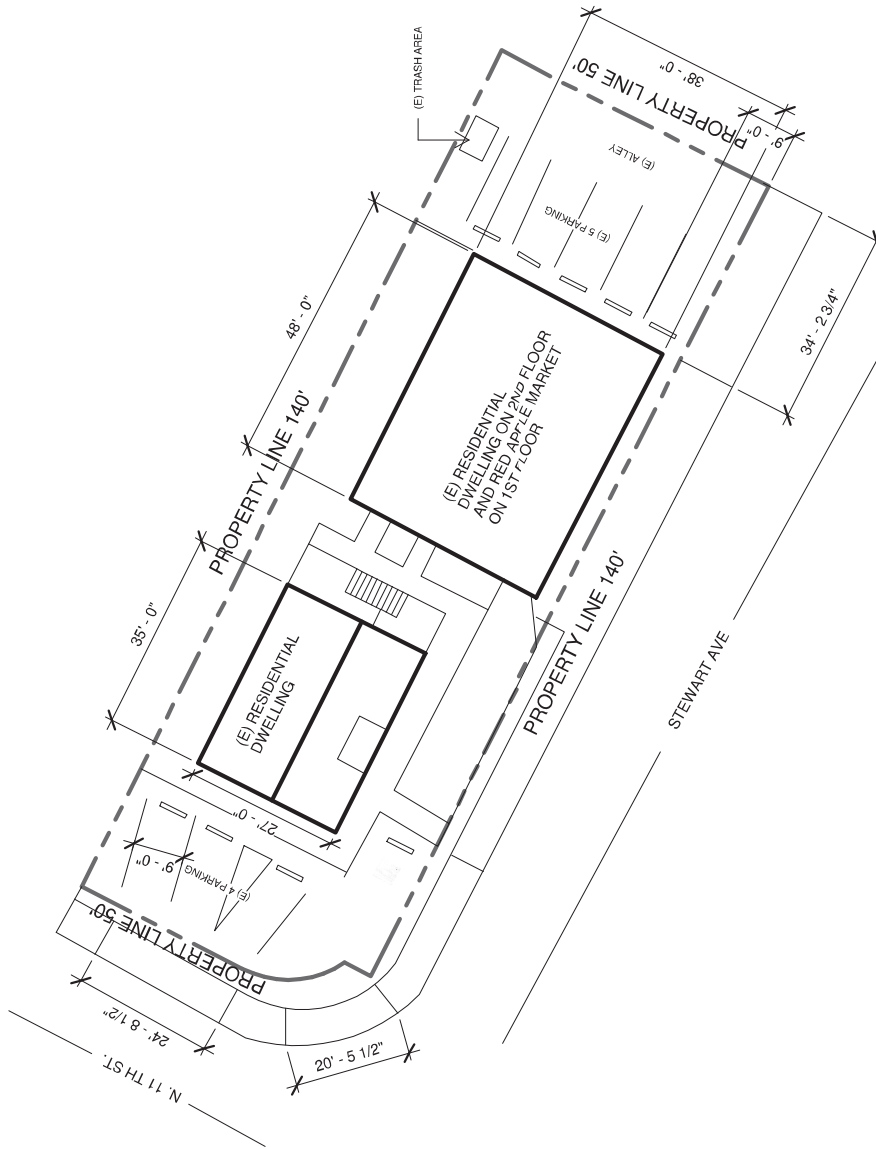 (E) TRASH AREA
38' - 0"
PROPERTY LINE 50'
9' - 0"
(E) ALLEY
(E) 5 PARKING
48' - 0"
34' - 2 3/4"
PROPERTY LINE 140'
(E) RESIDENTIAL
DWELLING ON 2ND FLOOR
AND RED APPLE MARKET
ON 1ST FLOOR
35' - 0"
(E) RESIDENTIAL
DWELLING
PROPERTY LINE 140'
STEWART AVE
27' - 0"
9' - 0"
(E) 4 PARKING
PROPERTY LINE 50'
24' - 8 1/2"
20' - 5 1/2"
N. 11 TH ST.